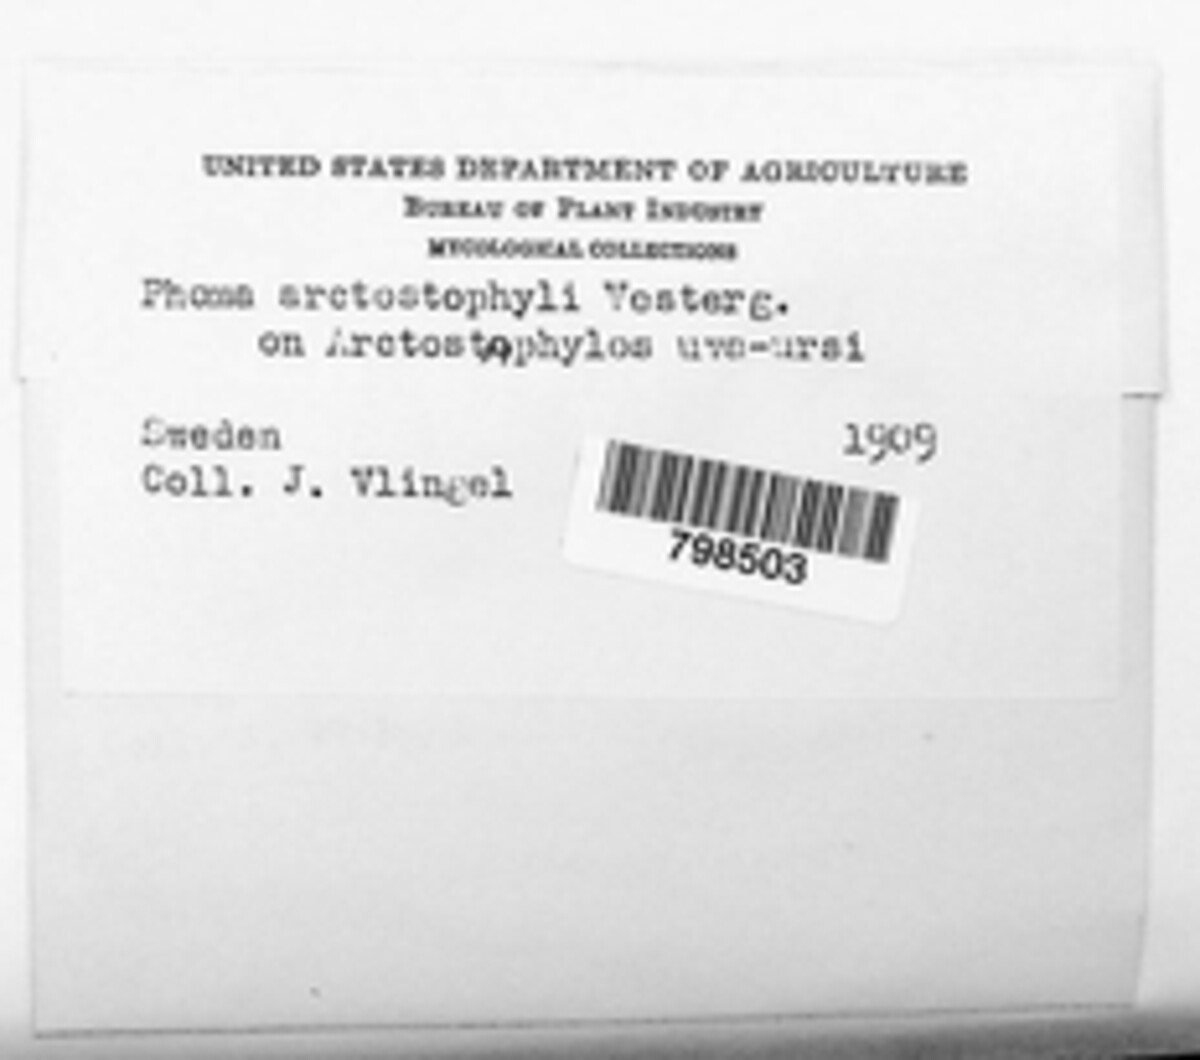 UNITED STATES DEPARTMENT OF AGRICULTURE
BUREAU OF PLANT INDUSTRY
MYCOLOGICAL COLLECTIONS
Phoma arctostophyli Vesterg.
on Arctostaphylos uva-ursi
Sweden 1909
Coll. J. Vlingel
798503